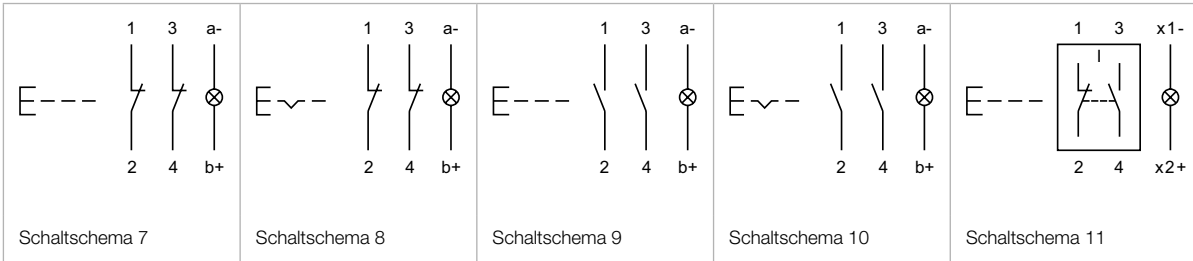 1 3 a-
2 4 b+
Schaltschema 7
1 3 a-
2 4 b+
Schaltschema 8
1 3 a-
2 4 b+
Schaltschema 9
1 3 a-
2 4 b+
Schaltschema 10
1 3 x1-
2 4 x2+
Schaltschema 11